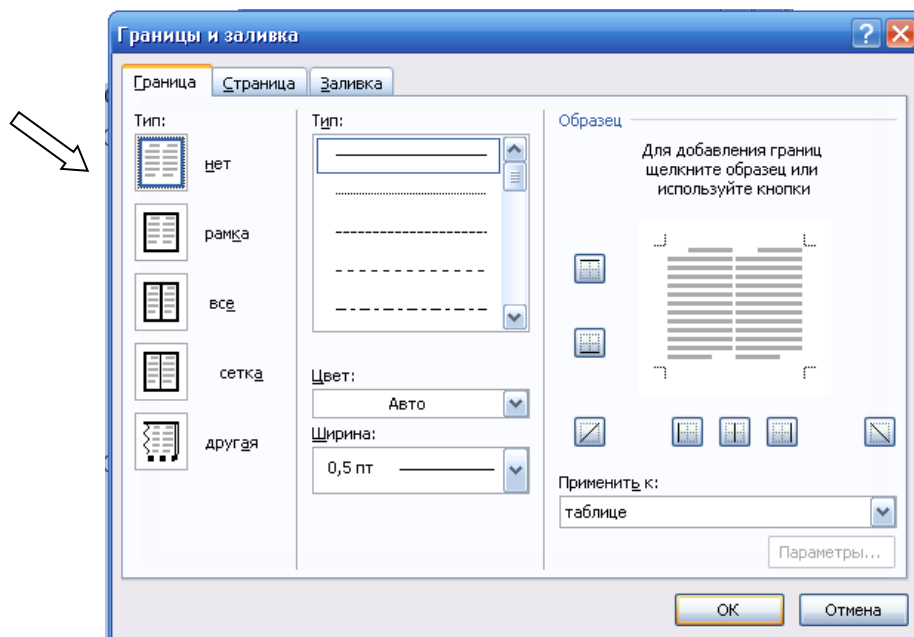 Границы и заливка
Граница
Страница
Заливка
Тип:
нет
рамка
все
сетка
другая
Тип:
Цвет:
Авто
Ширина:
0,5 пт
Образец
Для добавления границ
щелкните образец или
используйте кнопки
Применить к:
таблице
Параметры...
ОК
Отмена